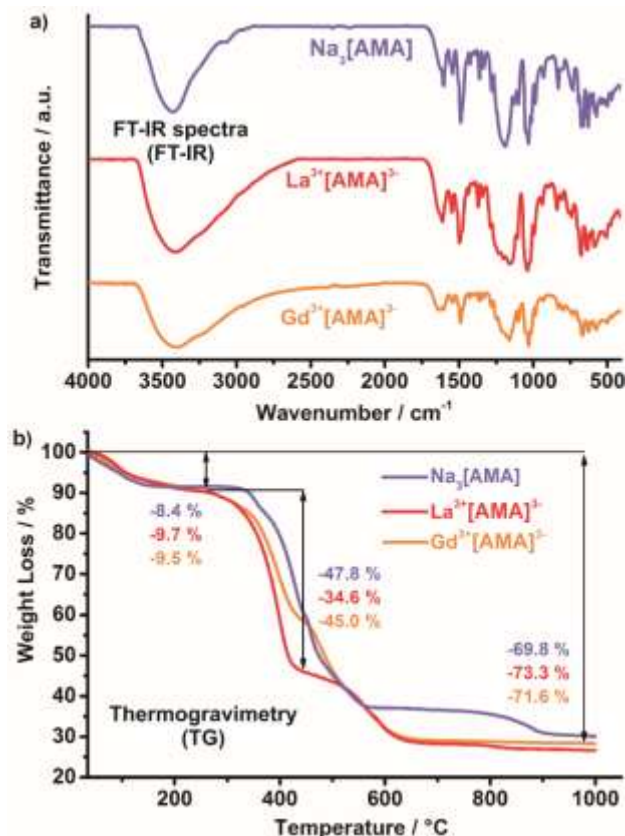 a)
Na₃[AMA]
FT-IR spectra
(FT-IR)
La³⁺[AMA]³⁻
Gd³⁺[AMA]³⁻
Transmittance / a.u.
4000 3500 3000 2500 2000 1500 1000 500
Wavenumber / cm⁻¹
b)
100
90
80
70
60
50
40
30
20
Weight Loss / %
Na₃[AMA]
La³⁺[AMA]³⁻
Gd³⁺[AMA]³⁻
-8.4 %
-9.7 %
-9.5 %
-47.8 %
-34.6 %
-45.0 %
-69.8 %
-73.3 %
-71.6 %
Thermogravimetry
(TG)
200 400 600 800 1000
Temperature / °C